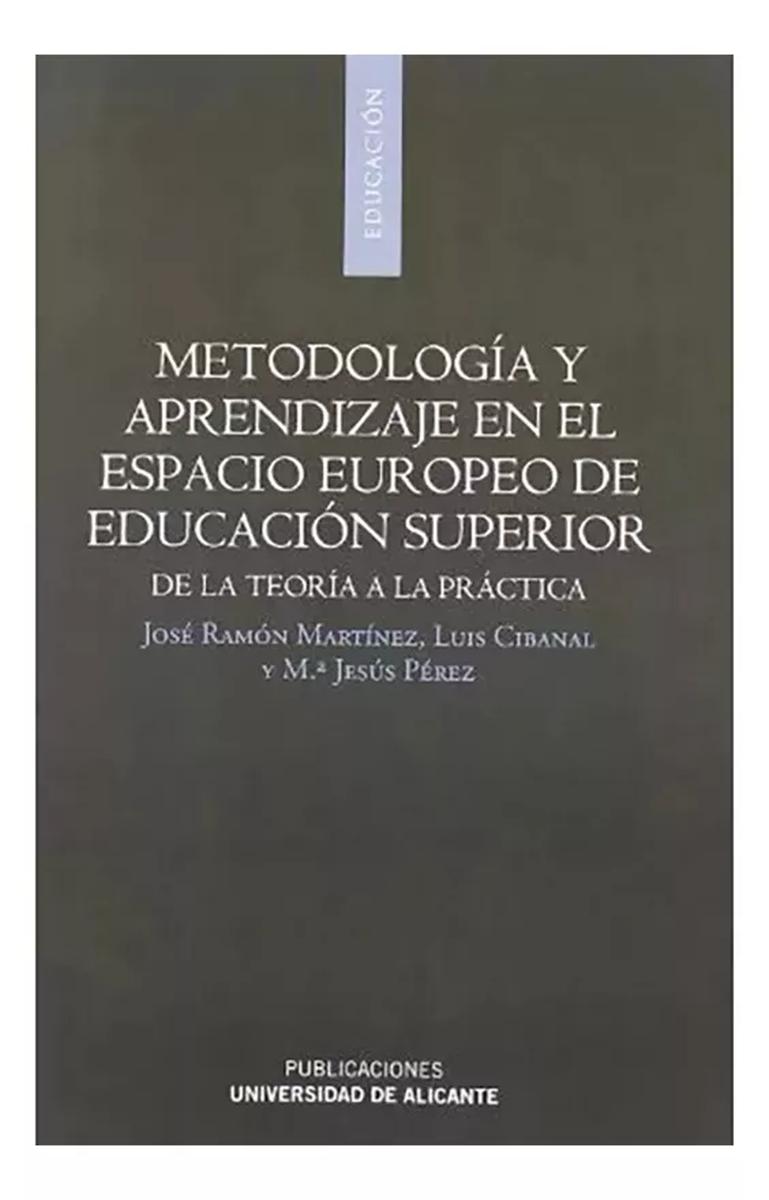 EDUCACIÓN
METODOLOGÍA Y
APRENDIZAJE EN EL
ESPACIO EUROPEO DE
EDUCACIÓN SUPERIOR
DE LA TEORÍA A LA PRÁCTICA
JOSÉ RAMÓN MARTÍNEZ, LUIS CIBANAL
Y M.ª JESÚS PÉREZ
PUBLICACIONES
UNIVERSIDAD DE ALICANTE